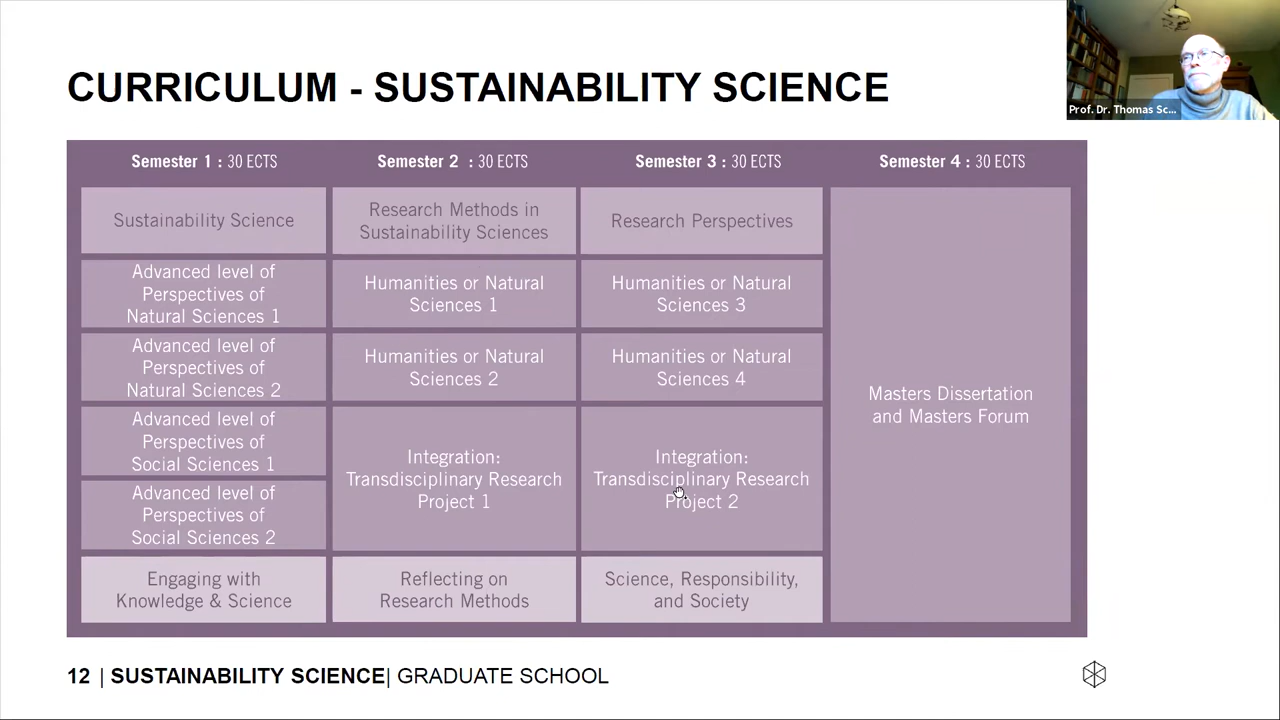 CURRICULUM - SUSTAINABILITY SCIENCE
Prof. Dr. Thomas Sc...
Semester 1 : 30 ECTS
Sustainability Science
Advanced level of
Perspectives of
Natural Sciences 1
Advanced level of
Perspectives of
Natural Sciences 2
Advanced level of
Perspectives of
Social Sciences 1
Advanced level of
Perspectives of
Social Sciences 2
Engaging with
Knowledge & Science
Semester 2 : 30 ECTS
Research Methods in
Sustainability Sciences
Humanities or Natural
Sciences 1
Humanities or Natural
Sciences 2
Integration:
Transdisciplinary Research
Project 1
Reflecting on
Research Methods
Semester 3 : 30 ECTS
Research Perspectives
Humanities or Natural
Sciences 3
Humanities or Natural
Sciences 4
Integration:
Transdisciplinary Research
Project 2
Science, Responsibility,
and Society
Semester 4 : 30 ECTS
Masters Dissertation
and Masters Forum
12 | SUSTAINABILITY SCIENCE| GRADUATE SCHOOL